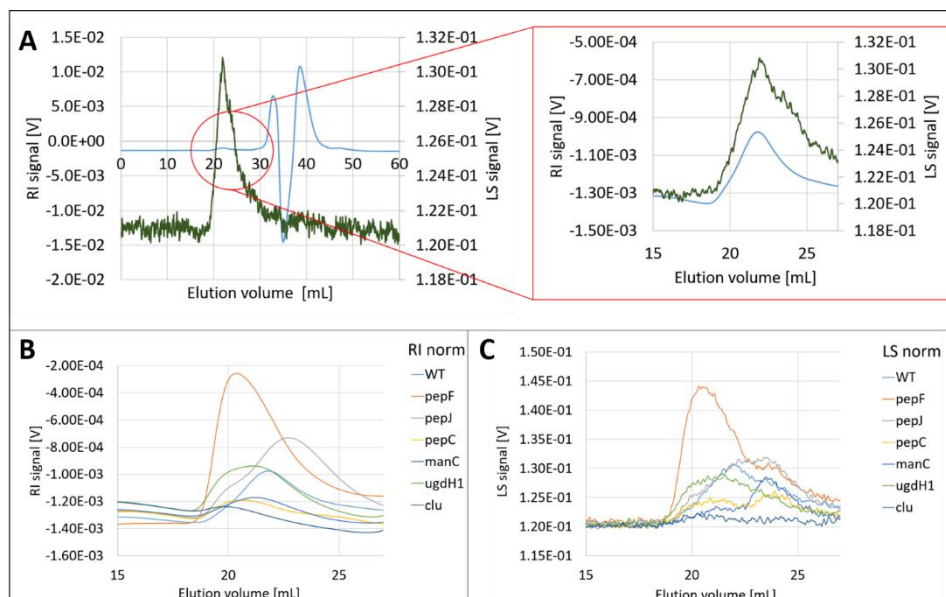 A
RI signal [V]
1.5E-02
1.0E-02
5.0E-03
0.0E+00
-5.0E-03
-1.0E-02
-1.5E-02
-2.0E-02
0 10 20 30 40 50 60
1.32E-01
1.30E-01
1.28E-01
1.26E-01
1.24E-01
1.22E-01
1.20E-01
1.18E-01
LS signal [V]
Elution volume [mL]
RI signal [V]
-5.00E-04
-7.00E-04
-9.00E-04
-1.10E-03
-1.30E-03
-1.50E-03
15 20 25
1.32E-01
1.30E-01
1.28E-01
1.26E-01
1.24E-01
1.22E-01
1.20E-01
1.18E-01
LS signal [V]
Elution volume [mL]
B
RI signal [V]
-2.00E-04
-4.00E-04
-6.00E-04
-8.00E-04
-1.00E-03
-1.20E-03
-1.40E-03
-1.60E-03
15 20 25
Elution volume [mL]
RI norm
WT
pepF
pepJ
pepC
manC
ugdH1
clu
C
LS signal [V]
1.50E-01
1.45E-01
1.40E-01
1.35E-01
1.30E-01
1.25E-01
1.20E-01
1.15E-01
15 20 25
Elution volume [mL]
LS norm
WT
pepF
pepJ
pepC
manC
ugdH1
clu